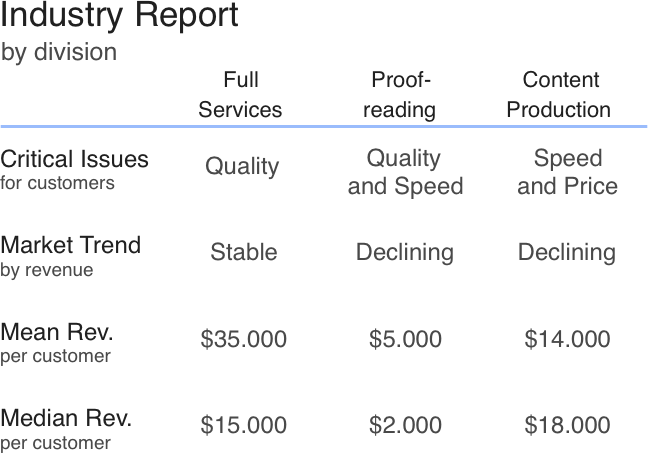 Industry Report
by division
Full Proof- Content
Services reading Production
Critical Issues Quality Quality Speed
for customers and Speed and Price
Market Trend Stable Declining Declining
by revenue
Mean Rev. $35.000 $5.000 $14.000
per customer
Median Rev. $15.000 $2.000 $18.000
per customer